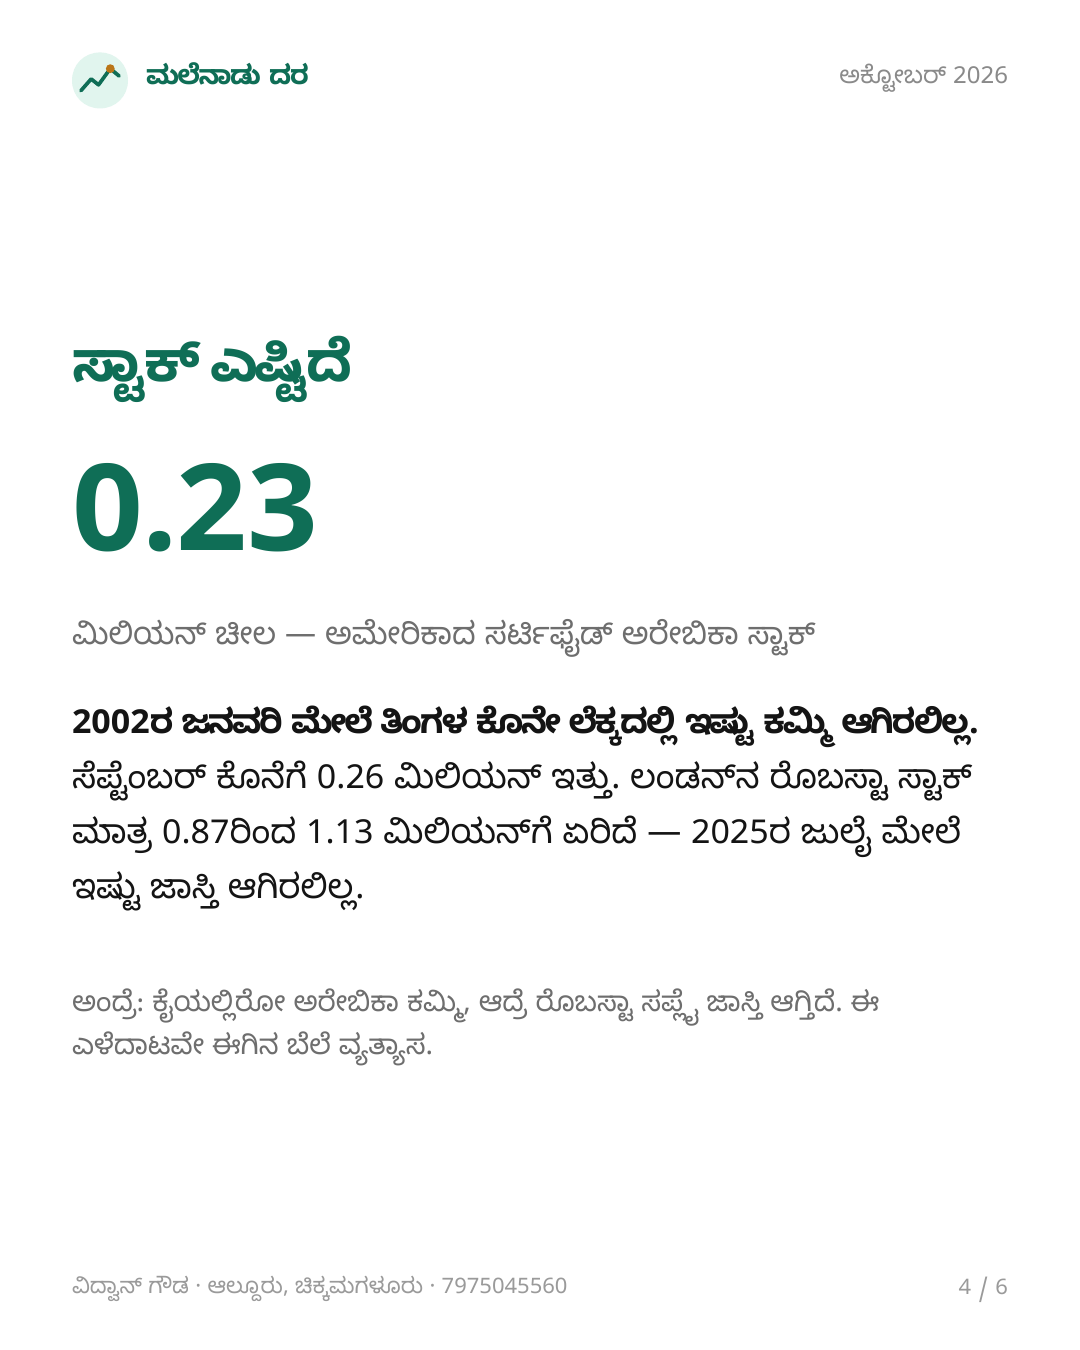 ಮಲೆನಾಡು ದರ
ಅಕ್ಟೋಬರ್ 2026
ಸ್ಟಾಕ್ ಎಷ್ಟಿದೆ
0.23
ಮಿಲಿಯನ್ ಚೀಲ — ಅಮೇರಿಕಾದ ಸರ್ಟಿಫೈಡ್ ಅರೇಬಿಕಾ ಸ್ಟಾಕ್
2002ರ ಜನವರಿ ಮೇಲೆ ತಿಂಗಳ ಕೊನೇ ಲೆಕ್ಕದಲ್ಲಿ ಇಷ್ಟು ಕಮ್ಮಿ ಆಗಿರಲಿಲ್ಲ.
ಸೆಪ್ಟೆಂಬರ್ ಕೊನೆಗೆ 0.26 ಮಿಲಿಯನ್ ಇತ್ತು. ಲಂಡನ್‌ನ ರೊಬಸ್ಟಾ ಸ್ಟಾಕ್
ಮಾತ್ರ 0.87ರಿಂದ 1.13 ಮಿಲಿಯನ್‌ಗೆ ಏರಿದೆ — 2025ರ ಜುಲೈ ಮೇಲೆ
ಇಷ್ಟು ಜಾಸ್ತಿ ಆಗಿರಲಿಲ್ಲ.
ಅಂದ್ರೆ: ಕೈಯಲ್ಲಿರೋ ಅರೇಬಿಕಾ ಕಮ್ಮಿ, ಆದ್ರೆ ರೊಬಸ್ಟಾ ಸಪ್ಲೈ ಜಾಸ್ತಿ ಆಗ್ತಿದೆ. ಈ
ಎಳೆದಾಟವೇ ಈಗಿನ ಬೆಲೆ ವ್ಯತ್ಯಾಸ.
ವಿದ್ವಾನ್ ಗೌಡ · ಆಲ್ದೂರು, ಚಿಕ್ಕಮಗಳೂರು · 7975045560
4 / 6